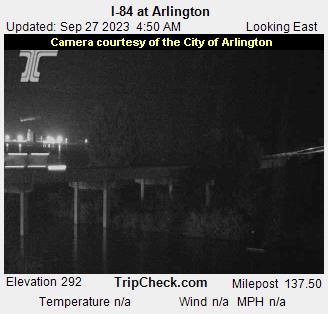 I-84 at Arlington
Updated: Sep 27 2023 4:50 AM Looking East
Camera courtesy of the City of Arlington
Elevation 292 TripCheck.com Milepost 137.50
Temperature n/a Wind n/a MPH n/a